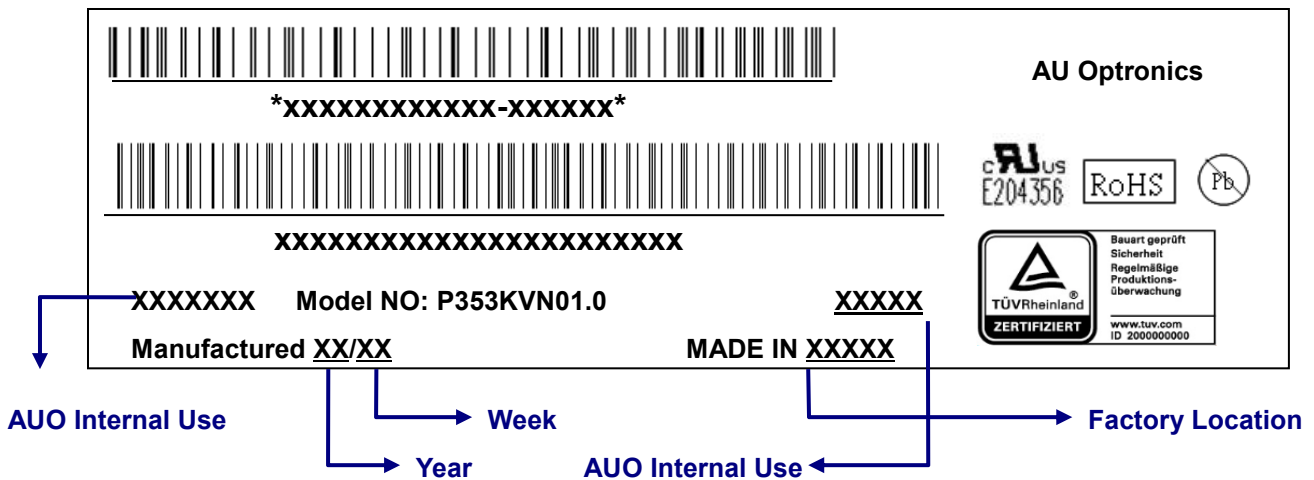 AU Optronics
*xxxxxxxxxxxx-xxxxxx*
c RU us
E204356
RoHS
Pb
xxxxxxxxxxxxxxxxxxxxxxx
TÜVRheinland®
ZERTIFIZIERT
Bauart geprüft
Sicherheit
Regelmäßige
Produktions-
überwachung
www.tuv.com
ID 2000000000
XXXXXXX Model NO: P353KVN01.0 XXXXX
Manufactured XX/XX MADE IN XXXXX
AUO Internal Use
Week
Factory Location
Year
AUO Internal Use